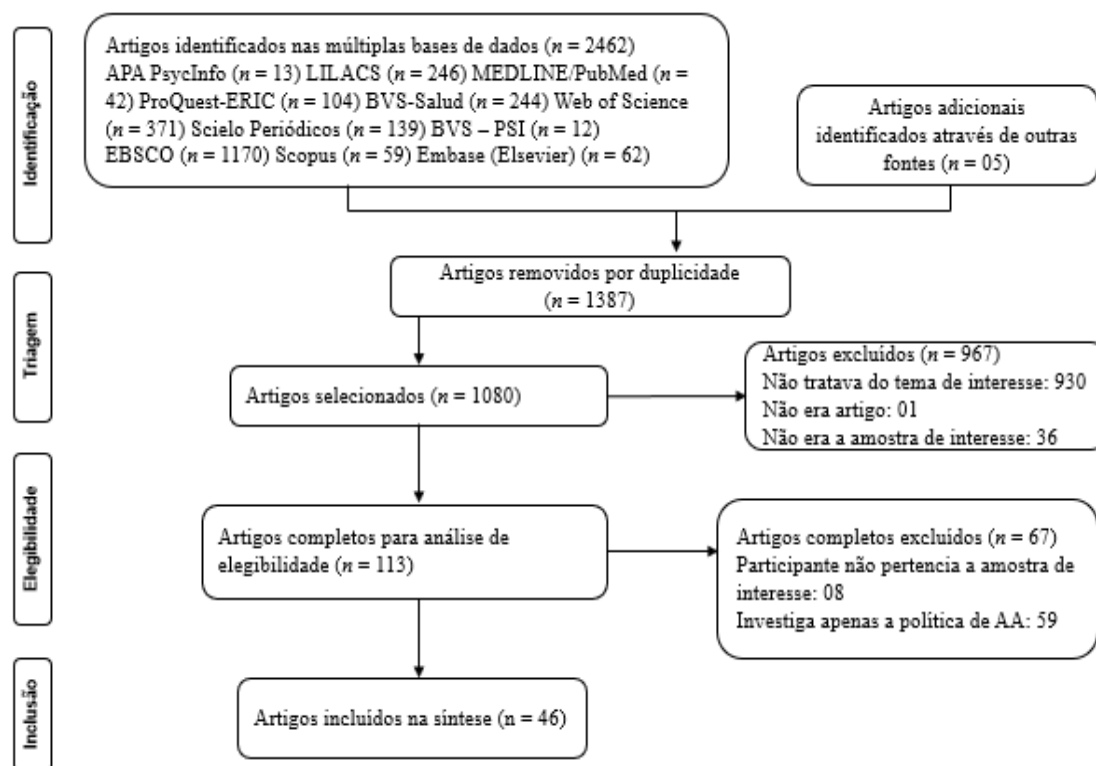 Identificação
Artigos identificados nas múltiplas bases de dados (n = 2462)
APA PsycInfo (n = 13) LILACS (n = 246) MEDLINE/PubMed (n =
42) ProQuest-ERIC (n = 104) BVS-Salud (n = 244) Web of Science
(n = 371) Scielo Periódicos (n = 139) BVS – PSI (n = 12)
EBSCO (n = 1170) Scopus (n = 59) Embase (Elsevier) (n = 62)
Artigos adicionais
identificados através de outras
fontes (n = 05)
Triagem
Artigos removidos por duplicidade
(n = 1387)
Artigos selecionados (n = 1080)
Artigos excluídos (n = 967)
Não tratava do tema de interesse: 930
Não era artigo: 01
Não era a amostra de interesse: 36
Elegibilidade
Artigos completos para análise de
elegibilidade (n = 113)
Artigos completos excluídos (n = 67)
Participante não pertencia a amostra de
interesse: 08
Investiga apenas a política de AA: 59
Inclusão
Artigos incluídos na síntese (n = 46)